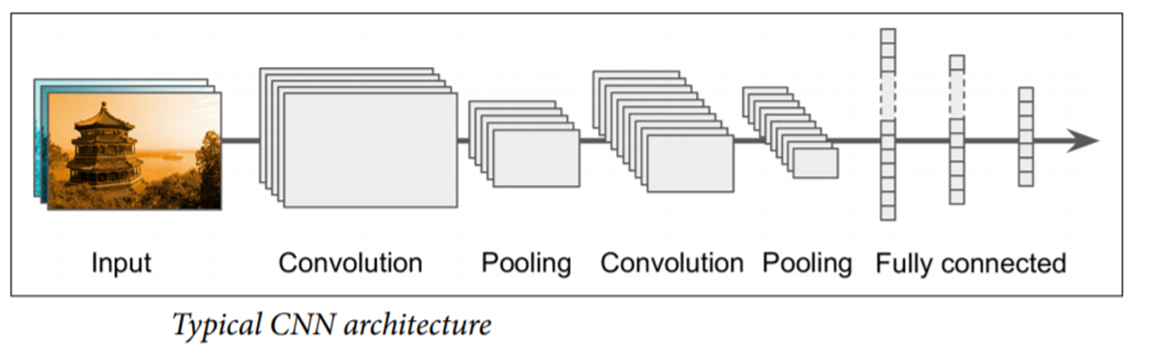 Input Convolution Pooling Convolution Pooling Fully connected
Typical CNN architecture